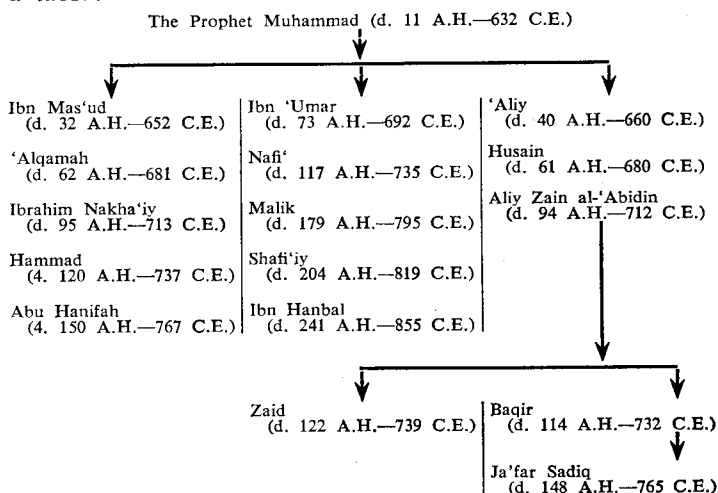 The Prophet Muhammad (d. 11 A.H.—632 C.E.)
Ibn Mas‘ud
(d. 32 A.H.—652 C.E.)
‘Alqamah
(d. 62 A.H.—681 C.E.)
Ibrahim Nakha‘iy
(d. 95 A.H.—713 C.E.)
Hammad
(4. 120 A.H.—737 C.E.)
Abu Hanifah
(4. 150 A.H.—767 C.E.)
Ibn ‘Umar
(d. 73 A.H.—692 C.E.)
Nafi‘
(d. 117 A.H.—735 C.E.)
Malik
(d. 179 A.H.—795 C.E.)
Shafi‘iy
(d. 204 A.H.—819 C.E.)
Ibn Hanbal
(d. 241 A.H.—855 C.E.)
‘Aliy
(d. 40 A.H.—660 C.E.)
Husain
(d. 61 A.H.—680 C.E.)
Aliy Zain al-‘Abidin
(d. 94 A.H.—712 C.E.)
Zaid
(d. 122 A.H.—739 C.E.)
Baqir
(d. 114 A.H.—732 C.E.)
Ja'far Sadiq
(d. 148 A.H.—765 C.E.)